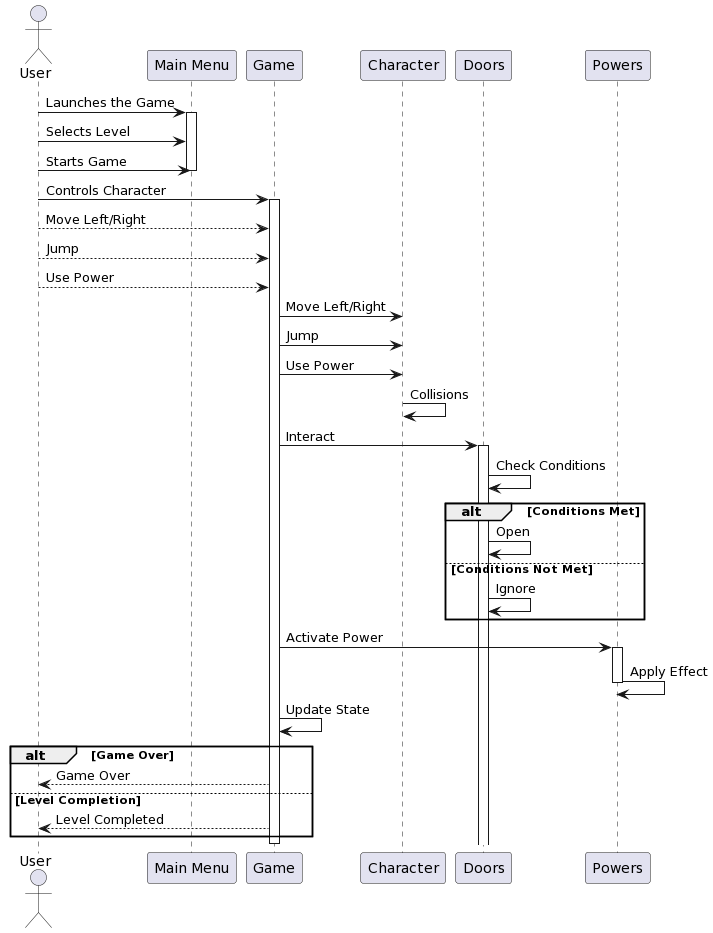 User
Main Menu
Game
Character
Doors
Powers
Launches the Game
Selects Level
Starts Game
Controls Character
Move Left/Right
Jump
Use Power
Move Left/Right
Jump
Use Power
Collisions
Interact
Check Conditions
alt [Conditions Met]
Open
[Conditions Not Met]
Ignore
Activate Power
Apply Effect
Update State
alt [Game Over]
Game Over
[Level Completion]
Level Completed
User
Main Menu
Game
Character
Doors
Powers